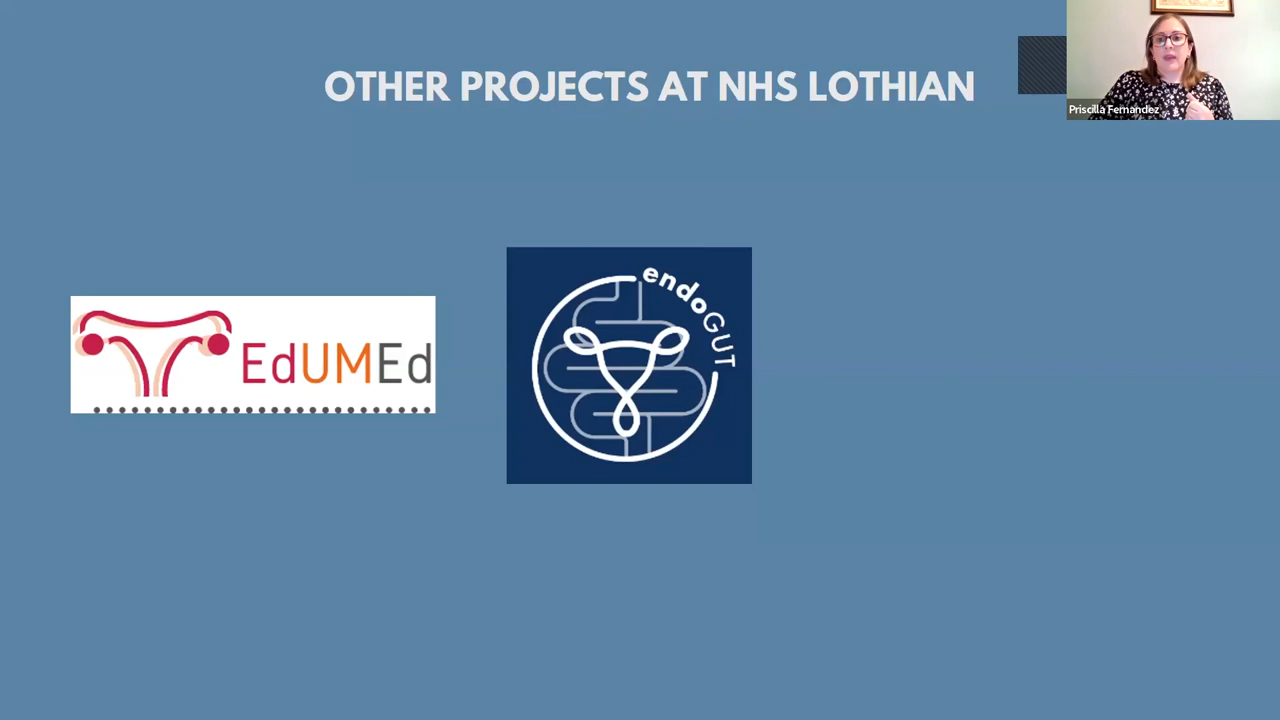 OTHER PROJECTS AT NHS LOTHIAN
Priscilla Fernandez
EdUMEd
endoGUT